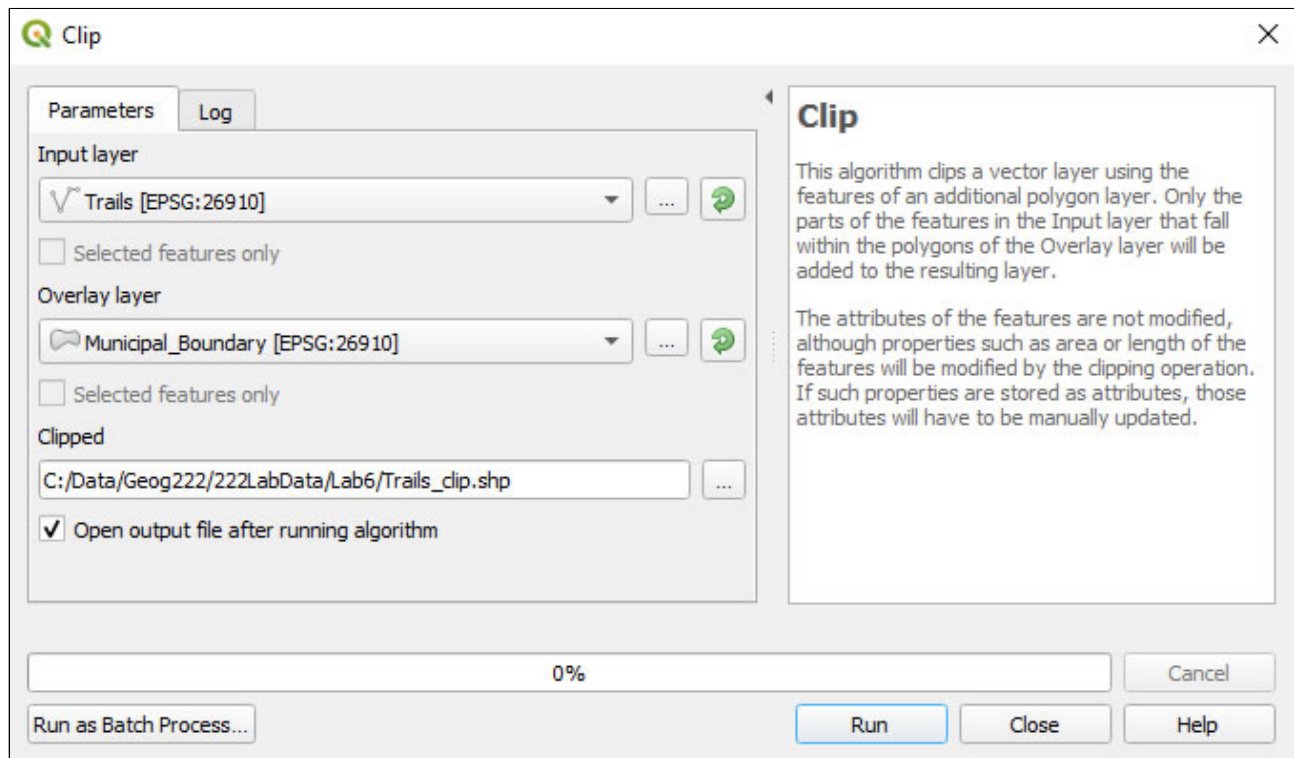 Clip
Parameters
Log
Input layer
Trails [EPSG:26910]
...
Selected features only
Overlay layer
Municipal_Boundary [EPSG:26910]
...
Selected features only
Clipped
C:/Data/Geog222/222LabData/Lab6/Trails_clip.shp
...
Open output file after running algorithm
Clip
This algorithm clips a vector layer using the
features of an additional polygon layer. Only the
parts of the features in the Input layer that fall
within the polygons of the Overlay layer will be
added to the resulting layer.
The attributes of the features are not modified,
although properties such as area or length of the
features will be modified by the clipping operation.
If such properties are stored as attributes, those
attributes will have to be manually updated.
0%
Cancel
Run as Batch Process...
Run
Close
Help